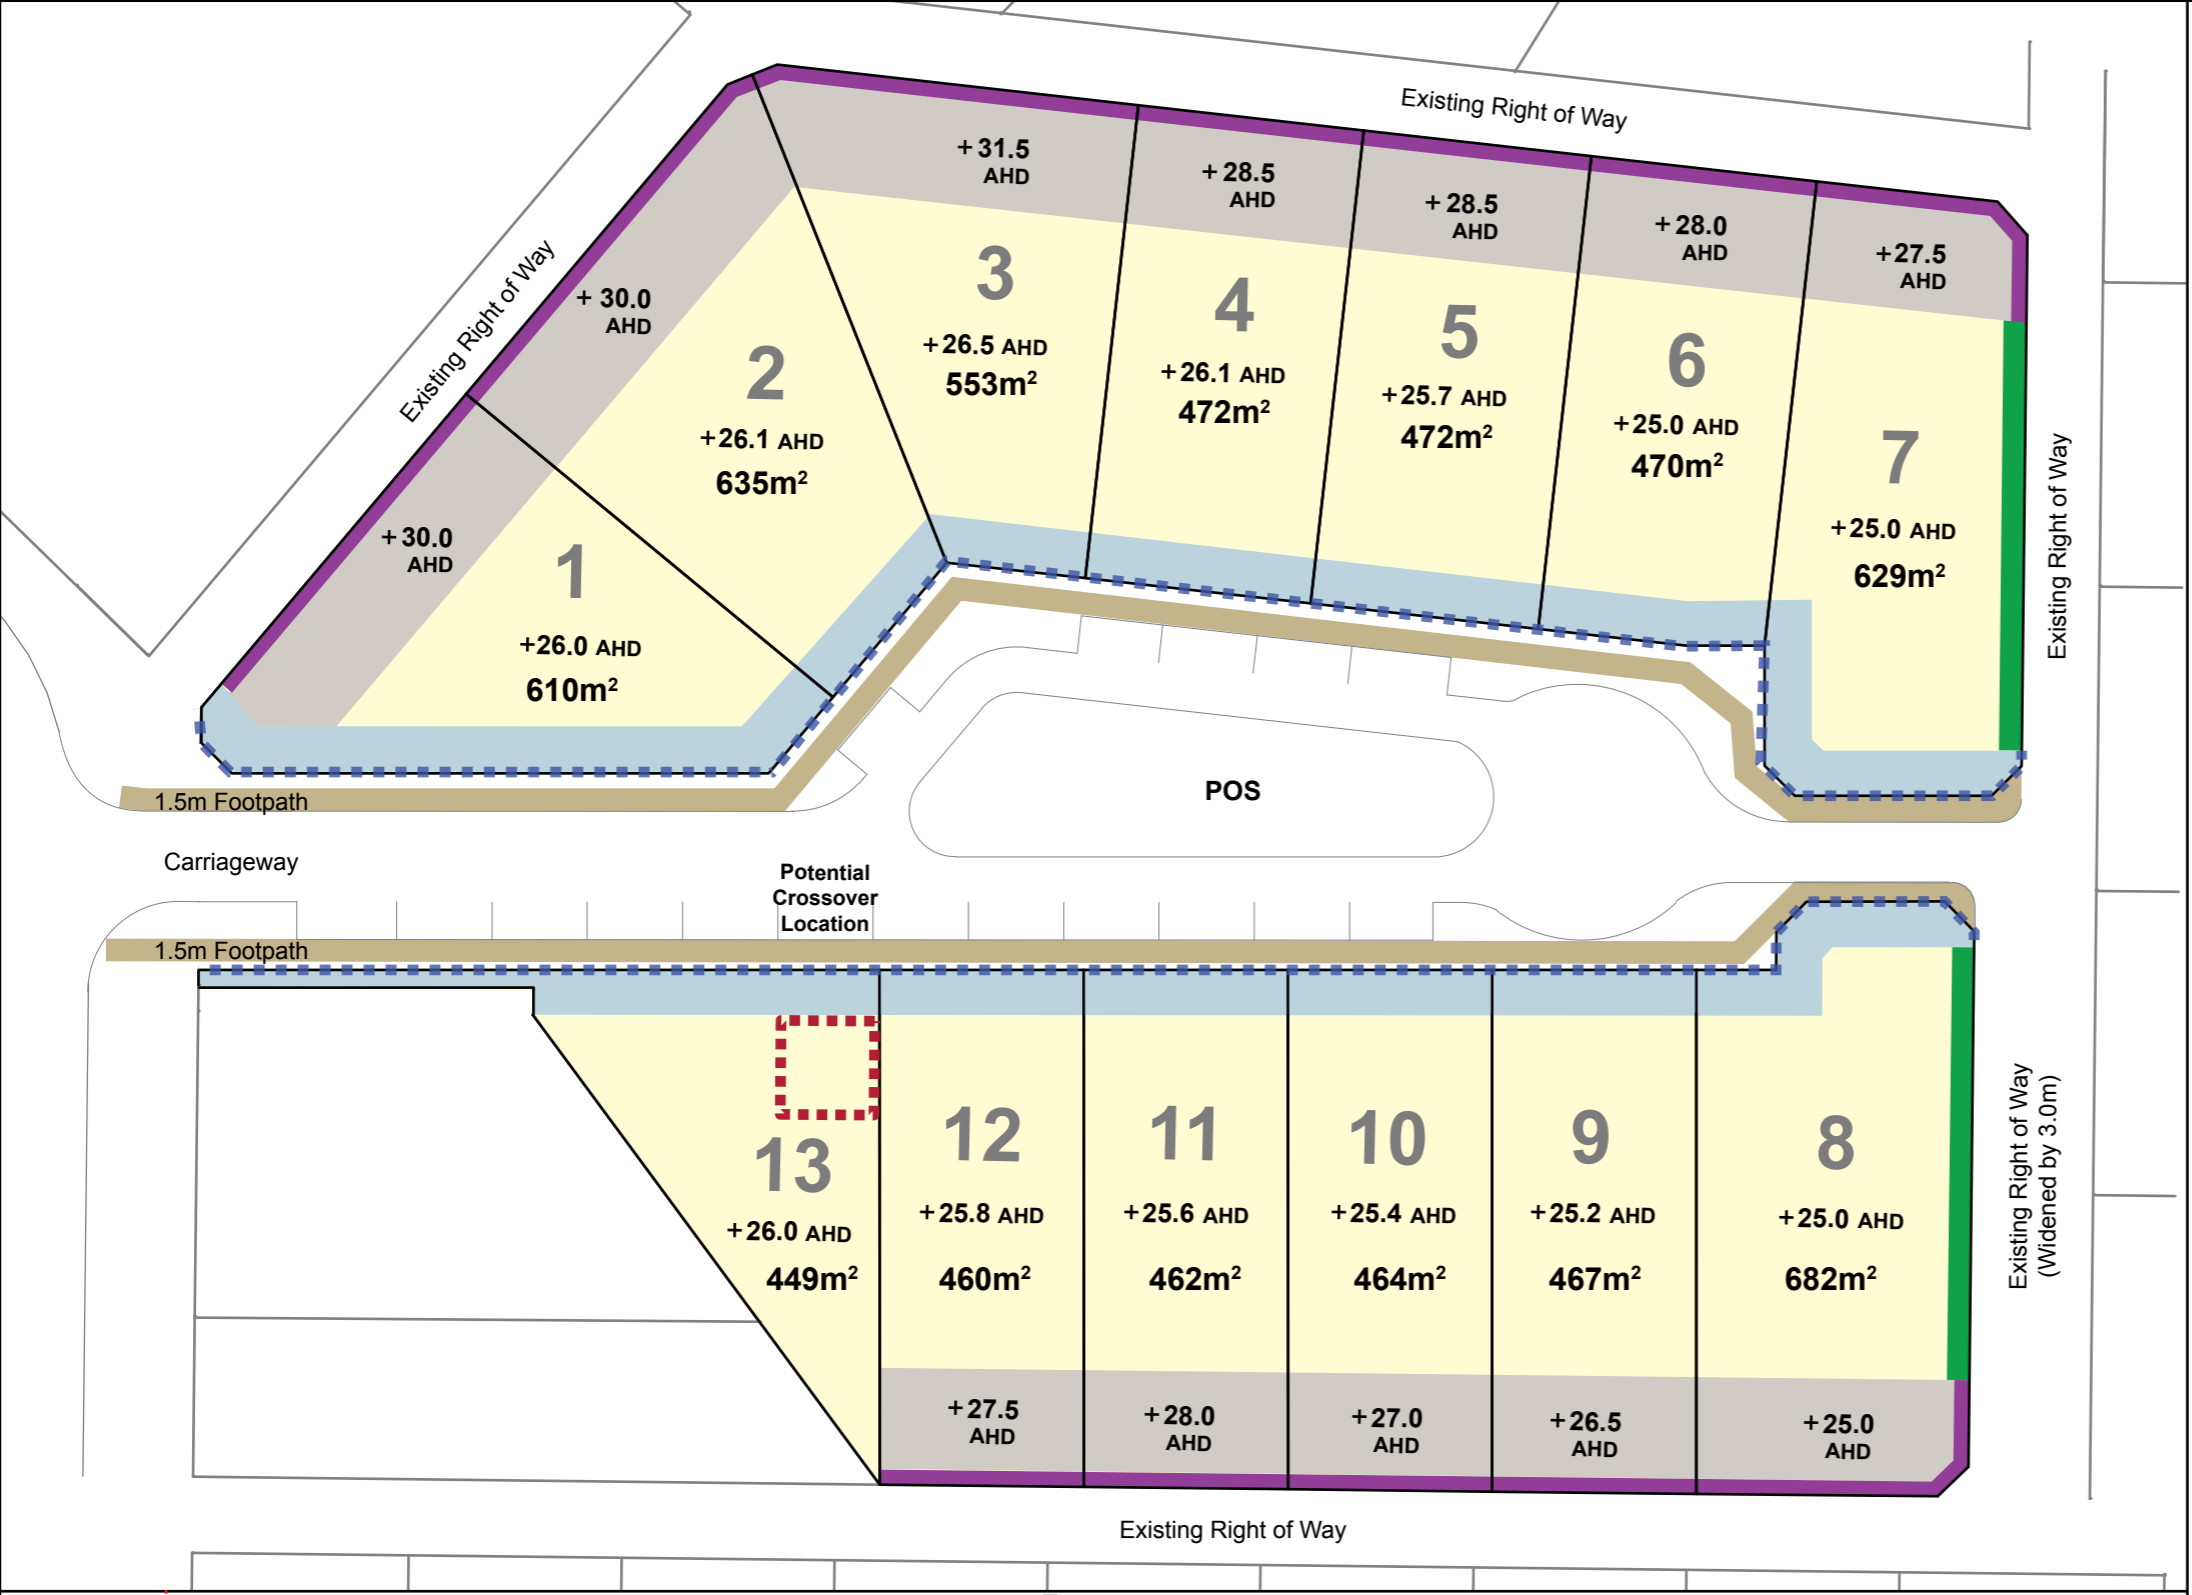 Existing Right of Way
+31.5
AHD
+28.5
AHD
+28.5
AHD
+28.0
AHD
+27.5
AHD
Existing Right of Way
+ 30.0
AHD
+30.0
AHD
3
+26.5 AHD
553m²
4
+26.1 AHD
472m²
5
+25.7 AHD
472m²
6
+25.0 AHD
470m²
7
+25.0 AHD
629m²
2
+26.1 AHD
635m²
1
+26.0 AHD
610m²
Existing Right of Way
1.5m Footpath
POS
Carriageway
Potential
Crossover
Location
1.5m Footpath
13
+26.0 AHD
449m²
12
+25.8 AHD
460m²
11
+25.6 AHD
462m²
10
+25.4 AHD
464m²
9
+25.2 AHD
467m²
8
+25.0 AHD
682m²
Existing Right of Way
(Widened by 3.0m)
+27.5
AHD
+28.0
AHD
+27.0
AHD
+26.5
AHD
+25.0
AHD
Existing Right of Way